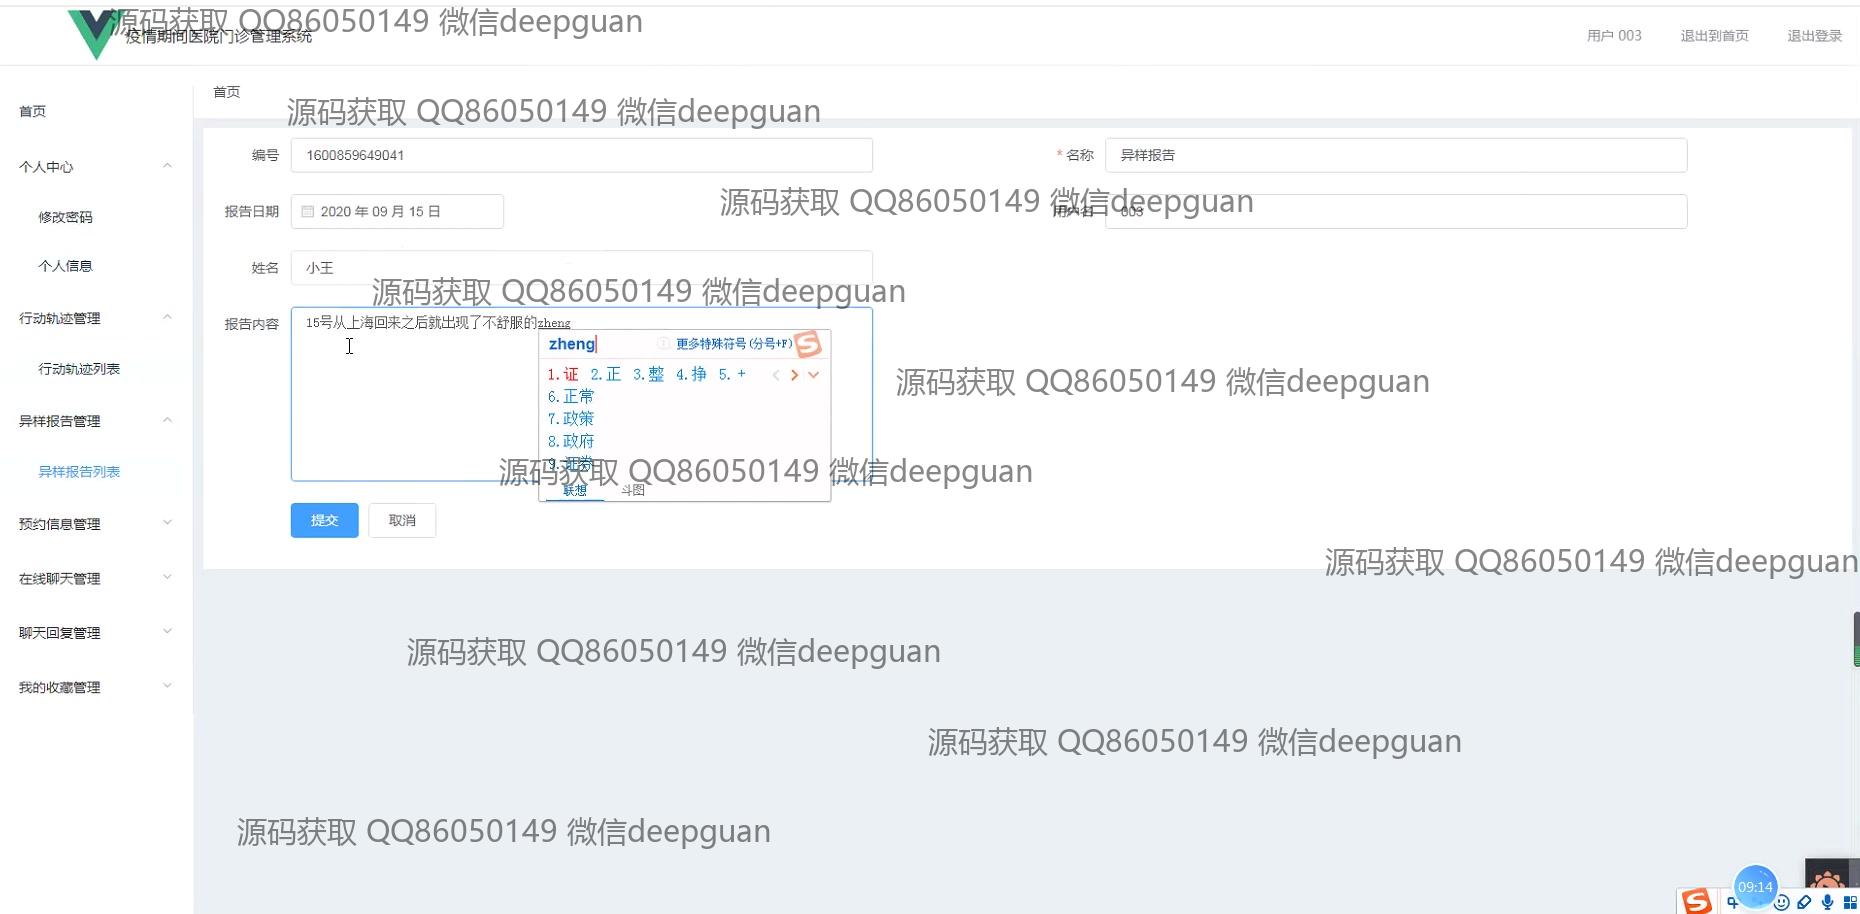 源码获取 QQ86050149 微信deepguan
疫情期间医院门诊管理系统
用户 003
退出到首页
退出登录
首页
首页
源码获取 QQ86050149 微信deepguan
编号
1600859649041
* 名称
异样报告
个人中心
源码获取 QQ86050149 微信deepguan
报告日期
2020 年 09 月 15 日
用户名
003
修改密码
个人信息
姓名
小王
源码获取 QQ86050149 微信deepguan
行动轨迹管理
报告内容
15号从上海回来之后就出现了不舒服的zheng
zheng
更多特殊符号(分号+F)
S
1.证 2.正 3.整 4.挣 5.+
6.正常
7.政策
8.政府
9.证券
联想
斗图
行动轨迹列表
源码获取 QQ86050149 微信deepguan
异样报告管理
异样报告列表
源码获取 QQ86050149 微信deepguan
提交
取消
预约信息管理
源码获取 QQ86050149 微信deepguan
在线聊天管理
聊天回复管理
源码获取 QQ86050149 微信deepguan
我的收藏管理
源码获取 QQ86050149 微信deepguan
源码获取 QQ86050149 微信deepguan
09:14
S
中